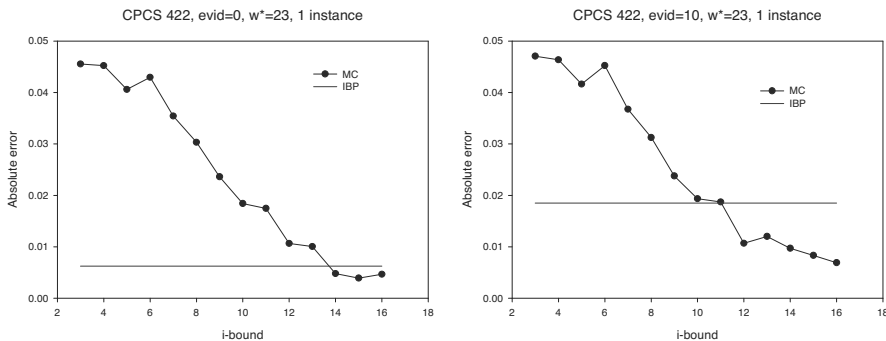 CPCS 422, evid=0, w*=23, 1 instance
0.05
0.04
0.03
0.02
0.01
0.00
Absolute error
MC
IBP
2 4 6 8 10 12 14 16 18
i-bound
CPCS 422, evid=10, w*=23, 1 instance
0.05
0.04
0.03
0.02
0.01
0.00
Absolute error
MC
IBP
2 4 6 8 10 12 14 16 18
i-bound